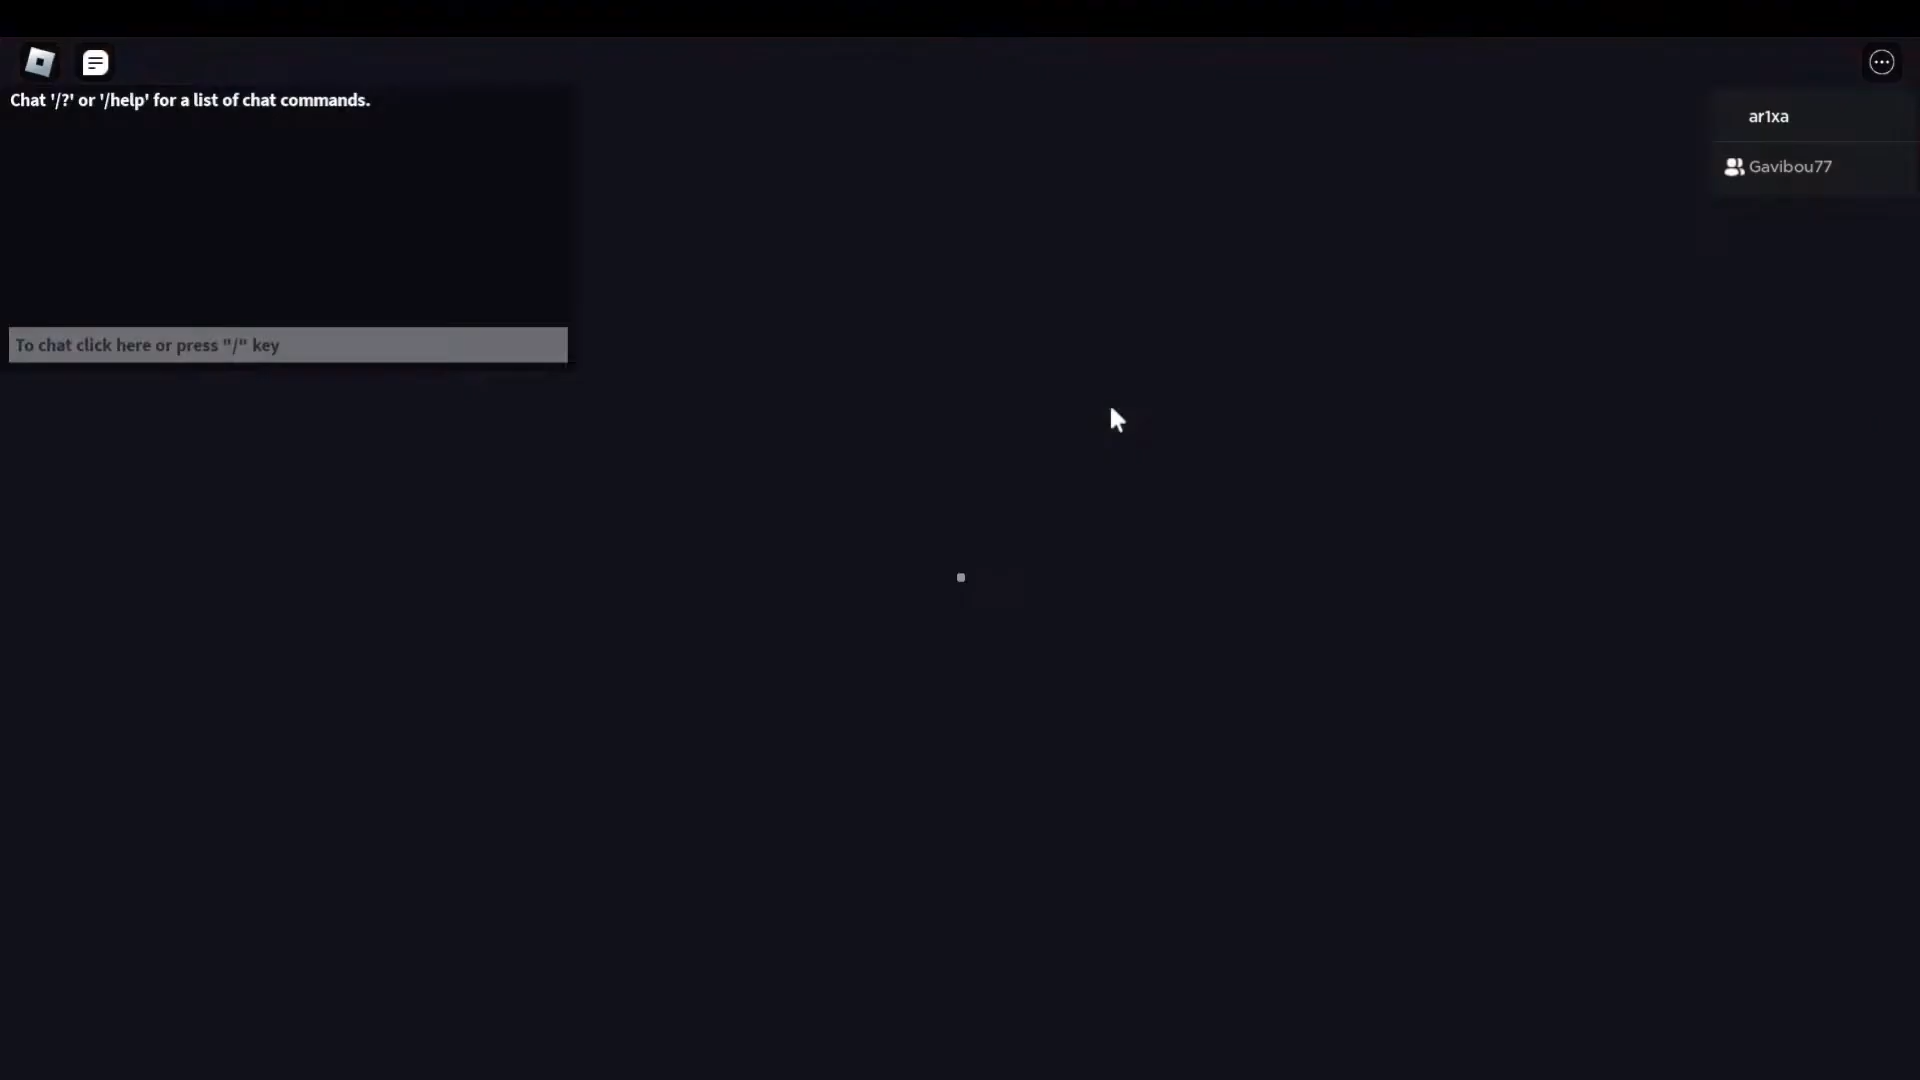 Chat '/?' or '/help' for a list of chat commands.
ar1xa
Gavibou77
To chat click here or press "/" key